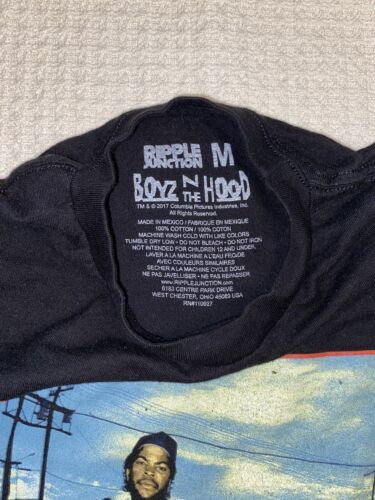 RIPPLE JUNCTION M
BOYZ N THE HOOD
TM & © 2017 Columbia Pictures Industries, Inc.
All Rights Reserved.
MADE IN MEXICO / FABRIQUE EN MEXIQUE
100% COTTON / 100% COTON
MACHINE WASH COLD WITH LIKE COLORS
TUMBLE DRY LOW - DO NOT BLEACH - DO NOT IRON
NOT INTENDED FOR CHILDREN 12 AND UNDER.
LAVER A LA MACHINE A L'EAU FROIDE
AVEC COULEURS SIMILAIRES
SECHER A LA MACHINE CYCLE DOUX
NE PAS JAVELLISER - NE PAS REPASSER
www.RIPPLEJUNCTION.com
6183 CENTRE PARK DRIVE
WEST CHESTER, OHIO 45069 USA